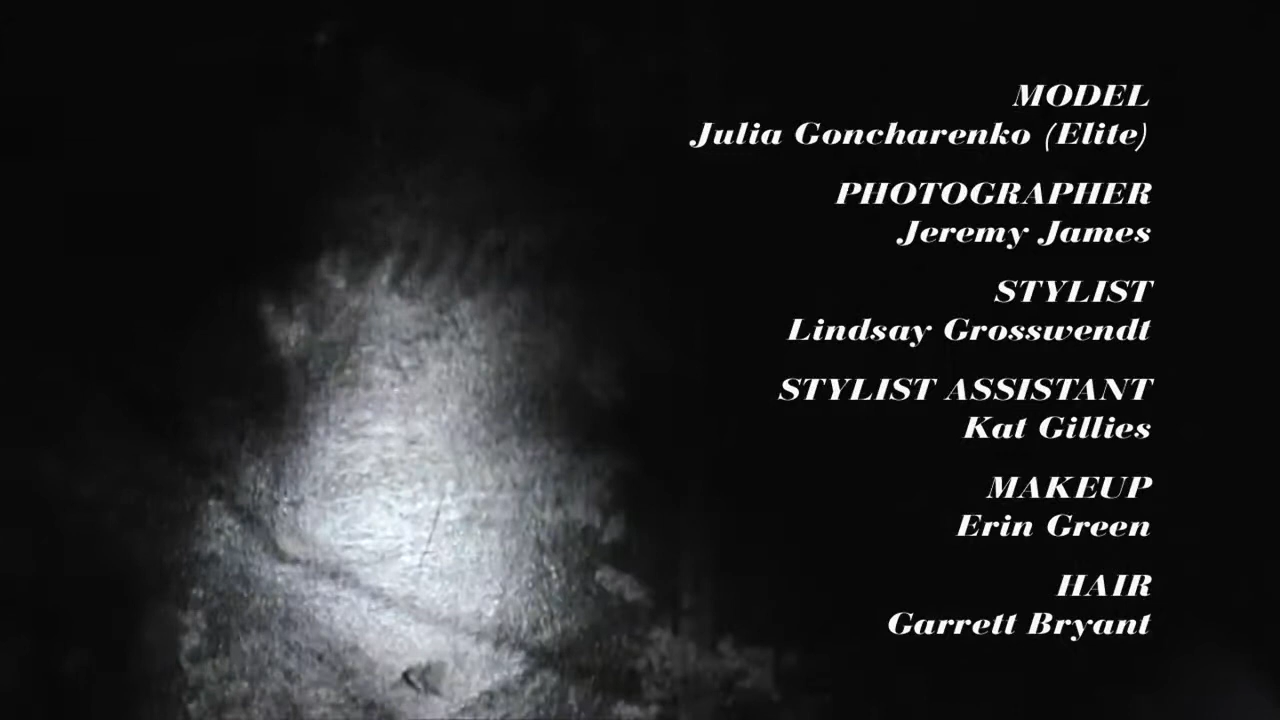 MODEL
Julia Goncharenko (Elite)
PHOTOGRAPHER
Jeremy James
STYLIST
Lindsay Grosswendt
STYLIST ASSISTANT
Kat Gillies
MAKEUP
Erin Green
HAIR
Garrett Bryant